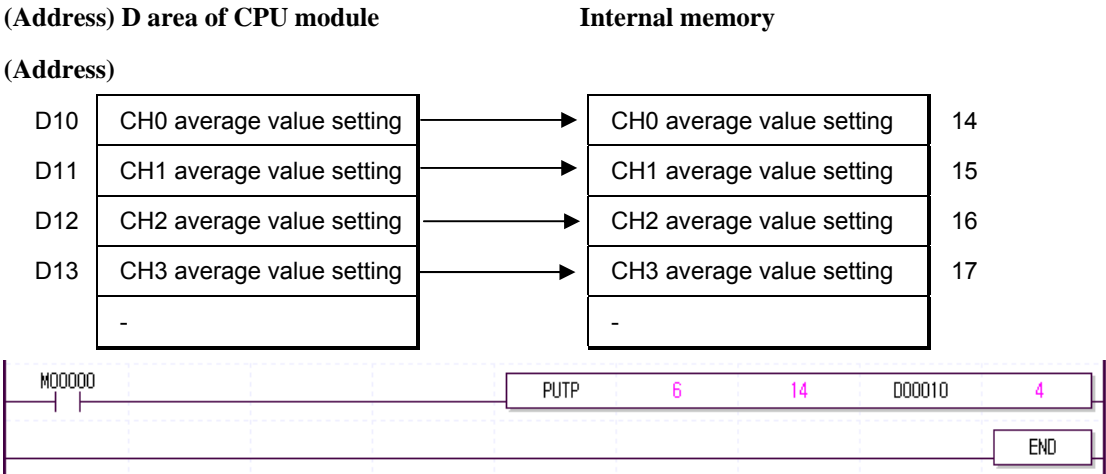 (Address) D area of CPU module Internal memory
(Address)
D10 CH0 average value setting CH0 average value setting 14
D11 CH1 average value setting CH1 average value setting 15
D12 CH2 average value setting CH2 average value setting 16
D13 CH3 average value setting CH3 average value setting 17
- -
M00000 PUTP 6 14 D00010 4
END